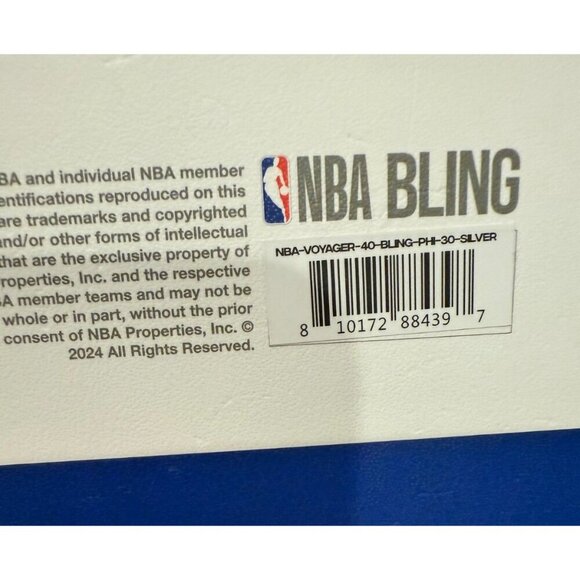 BA and individual NBA member
entifications reproduced on this
are trademarks and copyrighted
and/or other forms of intellectual
that are the exclusive property of
roperties, Inc. and the respective
BA member teams and may not be
whole or in part, without the prior
consent of NBA Properties, Inc. ©
2024 All Rights Reserved.
NBA BLING
NBA-VOYAGER-40-BLING-PHI-30-SILVER
8 10172 88439 7